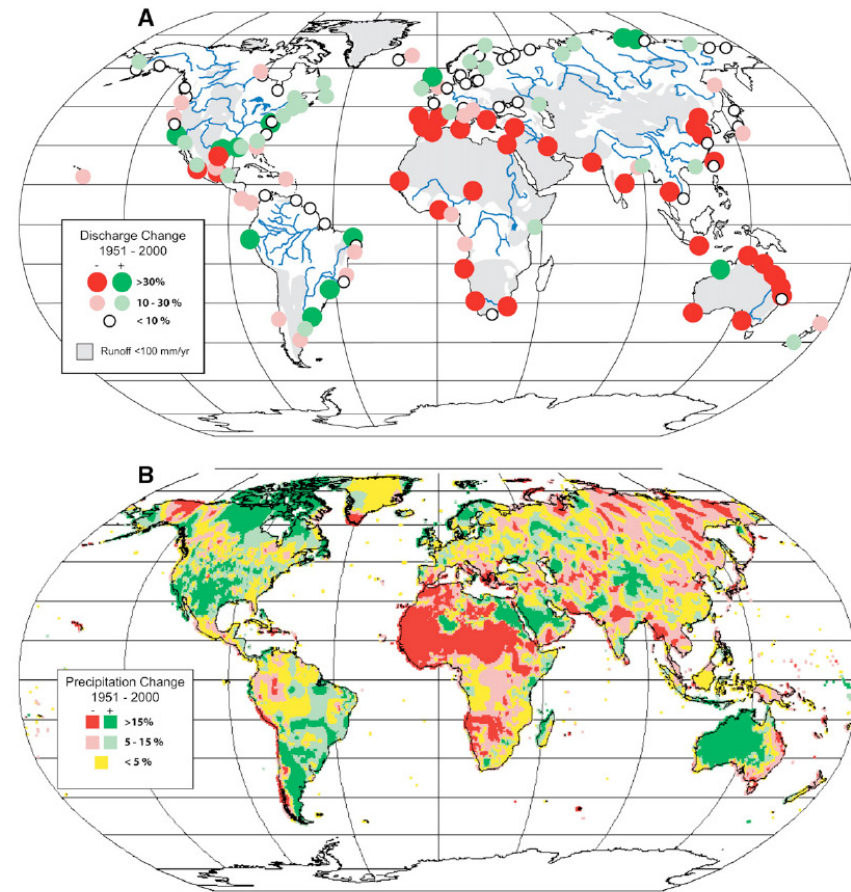 A
Discharge Change
1951 - 2000
- +
>30%
10 - 30 %
< 10 %
Runoff <100 mm/yr
B
Precipitation Change
1951 - 2000
- +
>15%
5 - 15 %
< 5 %